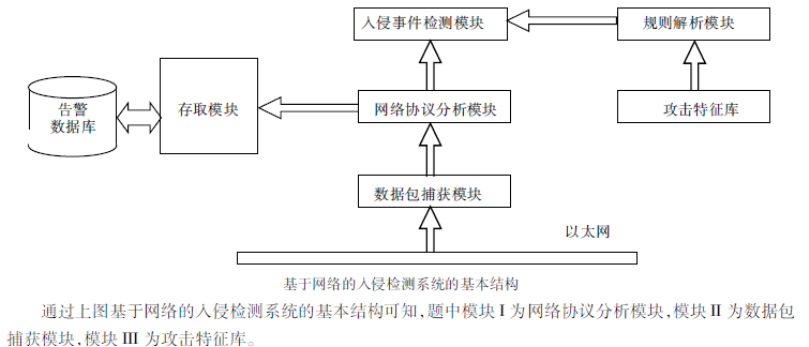 入侵事件检测模块
规则解析模块
告警
数据库
存取模块
网络协议分析模块
攻击特征库
数据包捕获模块
以太网
基于网络的入侵检测系统的基本结构
通过上图基于网络的入侵检测系统的基本结构可知,题中模块 I 为网络协议分析模块,模块 II 为数据包
捕获模块,模块 III 为攻击特征库。